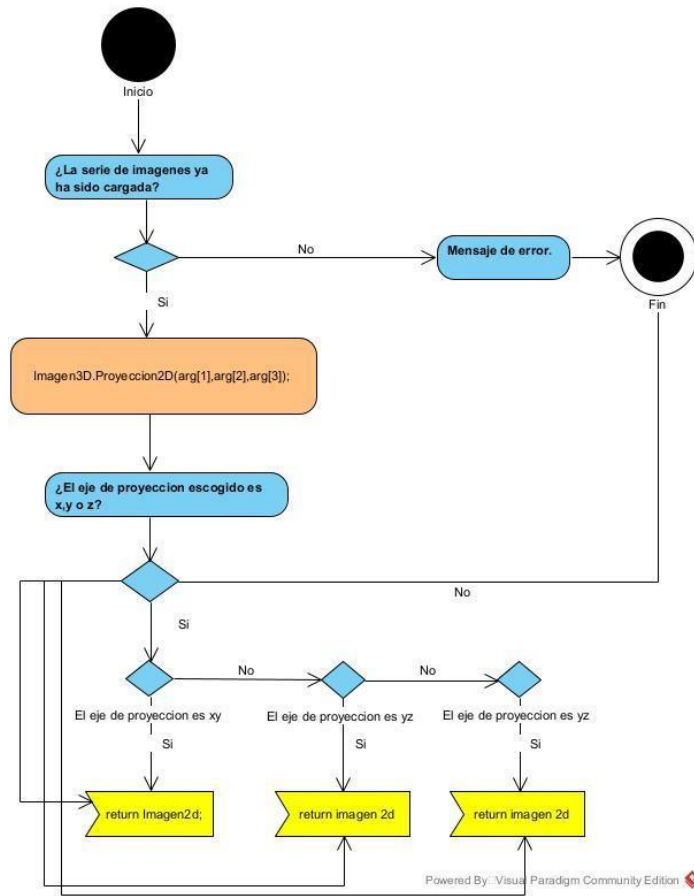 Inicio
¿La serie de imagenes ya
ha sido cargada?
No
Mensaje de error.
Fin
Si
Imagen3D.Proyeccion2D(arg[1],arg[2],arg[3]);
¿El eje de proyeccion escogido es
x,y o z?
No
Si
No
No
El eje de proyeccion es xy
El eje de proyeccion es yz
El eje de proyeccion es yz
Si
Si
Si
return Imagen2d;
return imagen 2d
return imagen 2d
Powered By Visual Paradigm Community Edition